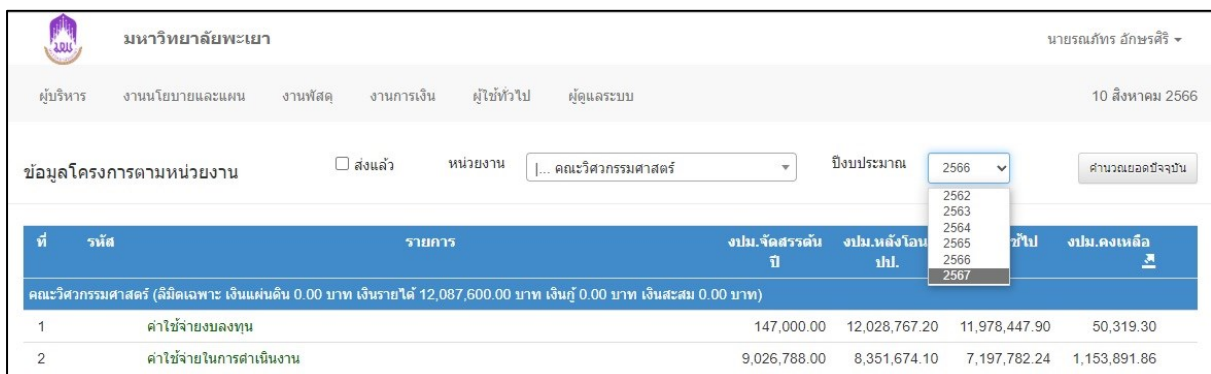 มหาวิทยาลัยพะเยา นายรณภัทร อักษรศิริ
ผู้บริหาร งานนโยบายและแผน งานพัสดุ งานการเงิน ผู้ใช้ทั่วไป ผู้ดูแลระบบ 10 สิงหาคม 2566
ข้อมูลโครงการตามหน่วยงาน ส่งแล้ว หน่วยงาน |... คณะวิศวกรรมศาสตร์ ปีงบประมาณ 2566 คำนวณยอดปัจจุบัน
2562
2563
2564
2565
2566
2567
ที่ รหัส รายการ งปม.จัดสรรต้นปี งปม.หลังโอน ปป. งปม.คงเหลือ
คณะวิศวกรรมศาสตร์ (ลิมิตเฉพาะ เงินแผ่นดิน 0.00 บาท เงินรายได้ 12,087,600.00 บาท เงินกู้ 0.00 บาท เงินสะสม 0.00 บาท)
1 ค่าใช้จ่ายงบลงทุน 147,000.00 12,028,767.20 11,978,447.90 50,319.30
2 ค่าใช้จ่ายในการดำเนินงาน 9,026,788.00 8,351,674.10 7,197,782.24 1,153,891.86